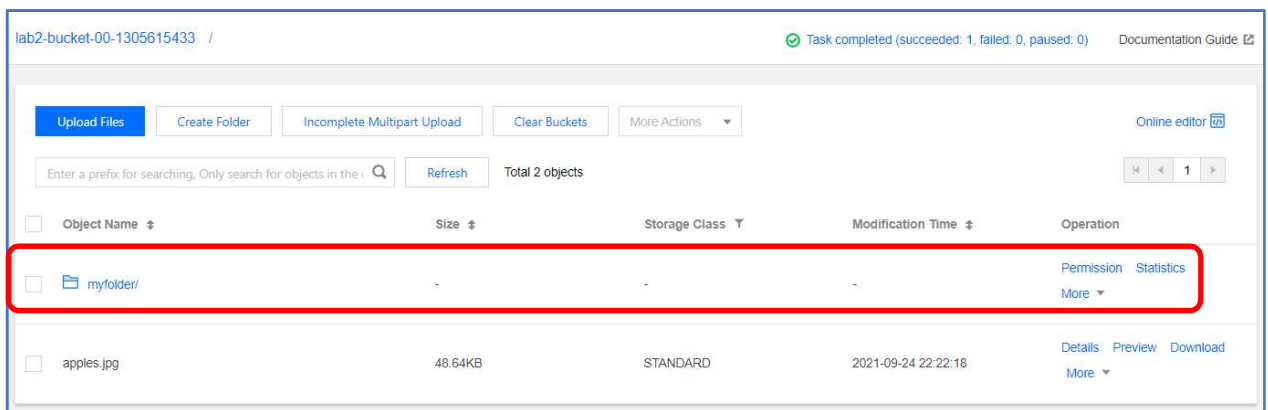 lab2-bucket-00-1305615433 / Task completed (succeeded: 1, failed: 0, paused: 0) Documentation Guide
Upload Files Create Folder Incomplete Multipart Upload Clear Buckets More Actions Online editor
Enter a prefix for searching. Only search for objects in the Refresh Total 2 objects 1
Object Name Size Storage Class Modification Time Operation
myfolder/ - - - Permission Statistics
More
apples.jpg 48.64KB STANDARD 2021-09-24 22:22:18 Details Preview Download
More